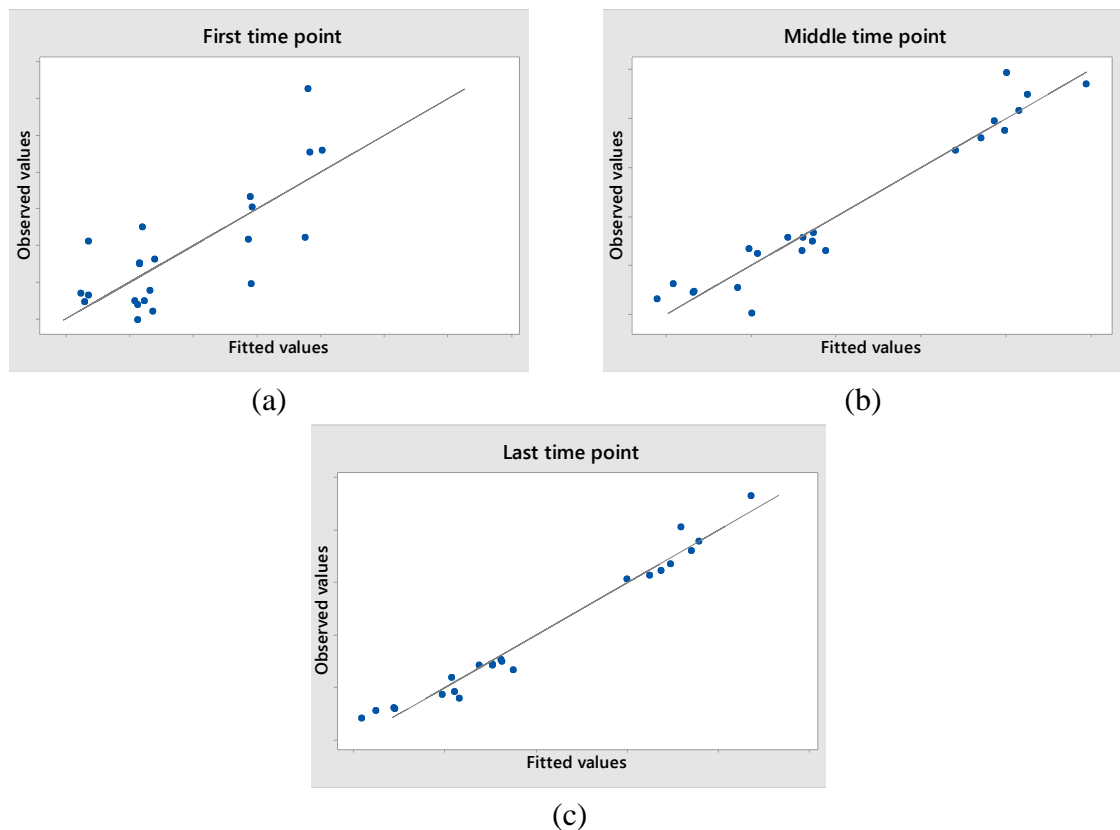 First time point
Observed values
Fitted values
(a)
Middle time point
Observed values
Fitted values
(b)
Last time point
Observed values
Fitted values
(c)